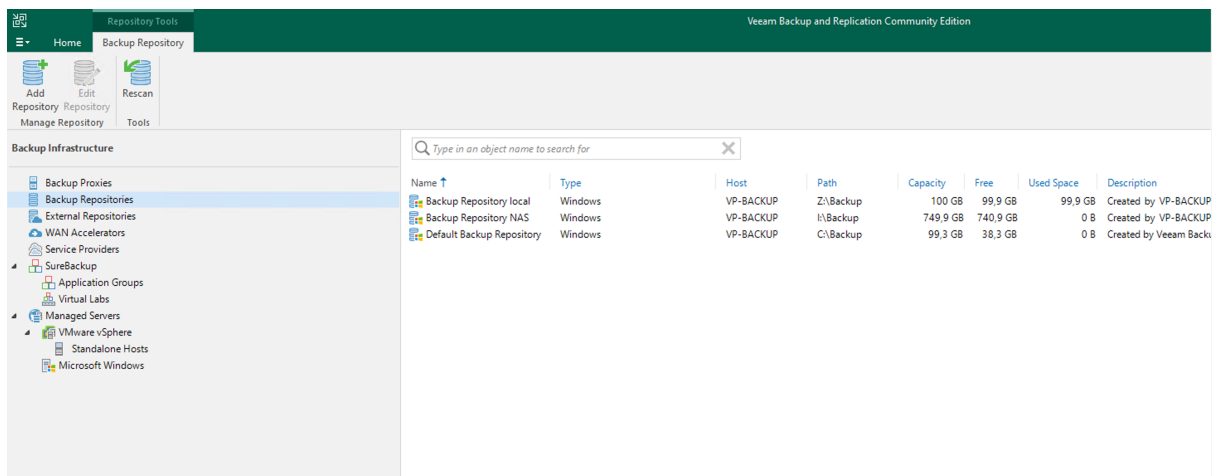 Repository Tools
Veeam Backup and Replication Community Edition
Home Backup Repository
Add Repository
Edit Repository
Rescan
Manage Repository Tools
Backup Infrastructure
Type in an object name to search for
Backup Proxies
Backup Repositories
External Repositories
WAN Accelerators
Service Providers
SureBackup
Application Groups
Virtual Labs
Managed Servers
VMware vSphere
Standalone Hosts
Microsoft Windows
Name Type Host Path Capacity Free Used Space Description
Backup Repository local Windows VP-BACKUP Z:\Backup 100 GB 99,9 GB 99,9 GB Created by VP-BACKUP
Backup Repository NAS Windows VP-BACKUP I:\Backup 749,9 GB 740,9 GB 0 B Created by VP-BACKUP
Default Backup Repository Windows VP-BACKUP C:\Backup 99,3 GB 38,3 GB 0 B Created by Veeam Back